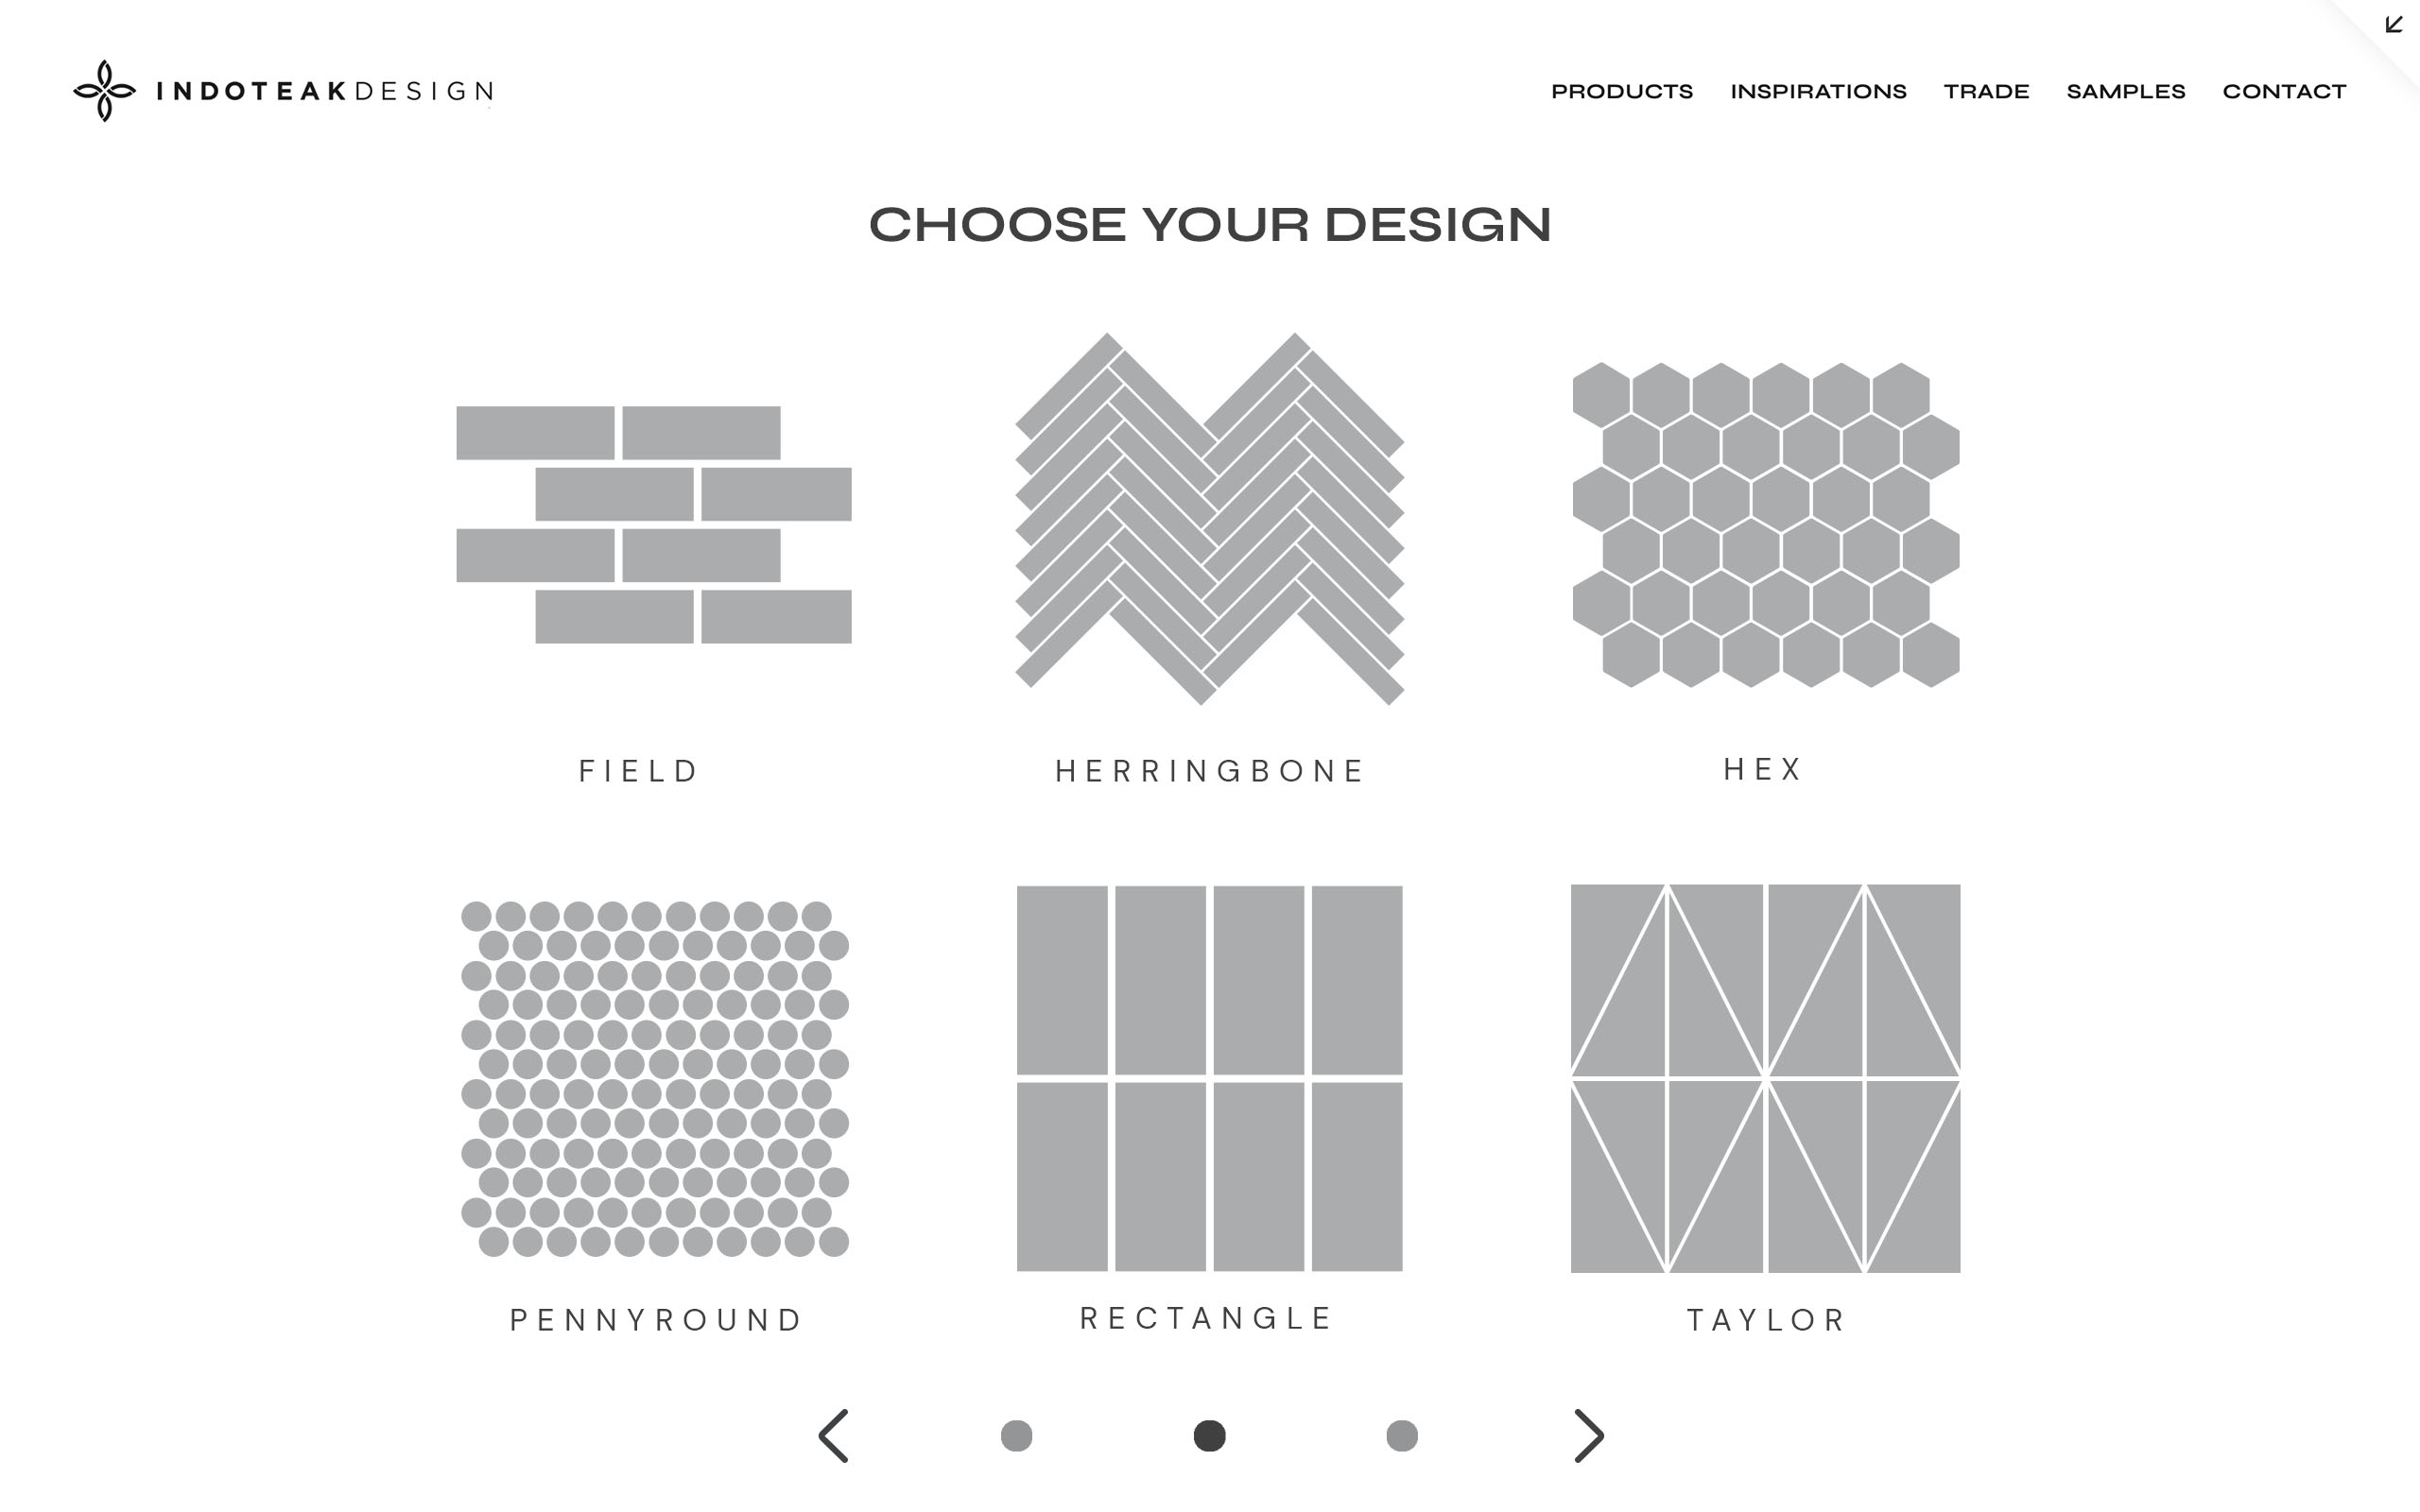 INDOTEAKDESIGN
PRODUCTS INSPIRATIONS TRADE SAMPLES CONTACT
CHOOSE YOUR DESIGN
FIELD
HERRINGBONE
HEX
PENNYROUND
RECTANGLE
TAYLOR